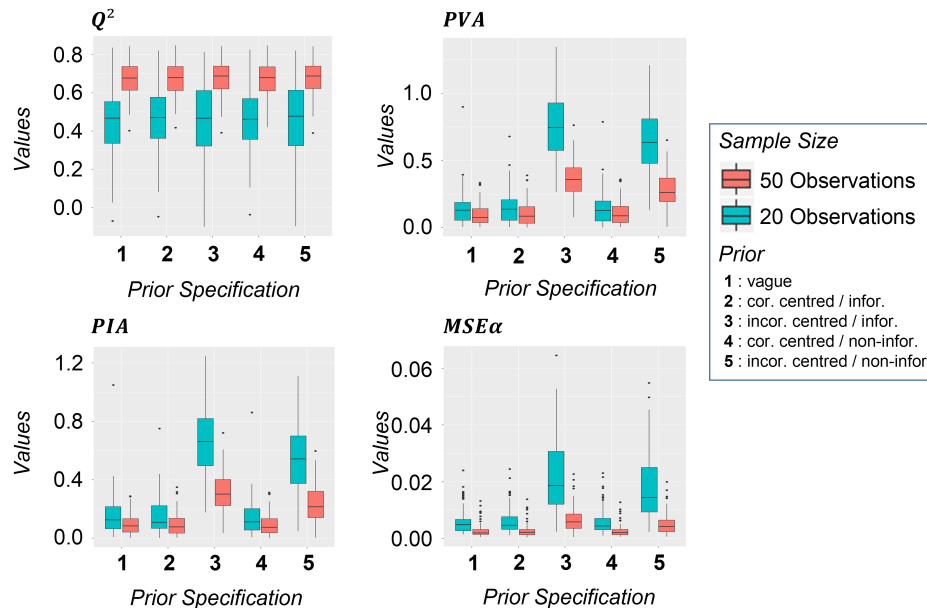 Q²
Values
0.8
0.6
0.4
0.2
0.0
1 2 3 4 5
Prior Specification
PVA
Values
1.0
0.5
0.0
1 2 3 4 5
Prior Specification
Sample Size
50 Observations
20 Observations
Prior
1 : vague
2 : cor. centred / infor.
3 : incor. centred / infor.
4 : cor. centred / non-infor.
5 : incor. centred / non-infor
PIA
Values
1.2
0.8
0.4
0.0
1 2 3 4 5
Prior Specification
MSEα
Values
0.06
0.04
0.02
0.00
1 2 3 4 5
Prior Specification